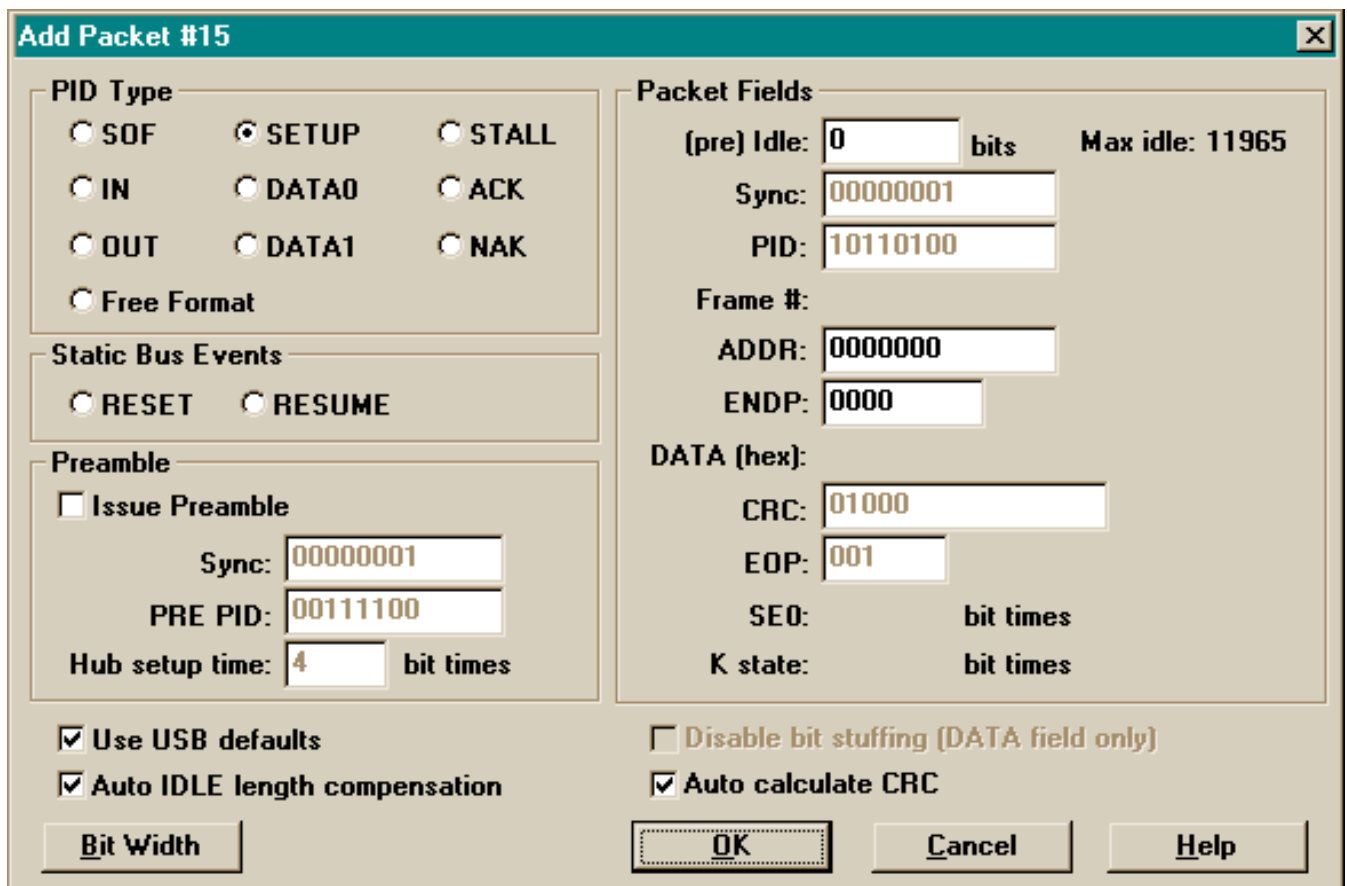 Add Packet #15
PID Type
SOF SETUP STALL
IN DATA0 ACK
OUT DATA1 NAK
Free Format
Static Bus Events
RESET RESUME
Preamble
Issue Preamble
Sync: 00000001
PRE PID: 00111100
Hub setup time: 4 bit times
Packet Fields
(pre) Idle: 0 bits Max idle: 11965
Sync: 00000001
PID: 10110100
Frame #:
ADDR: 0000000
ENDP: 0000
DATA (hex):
CRC: 01000
EOP: 001
SE0: bit times
K state: bit times
Use USB defaults
Auto IDLE length compensation
Disable bit stuffing (DATA field only)
Auto calculate CRC
Bit Width
OK Cancel Help